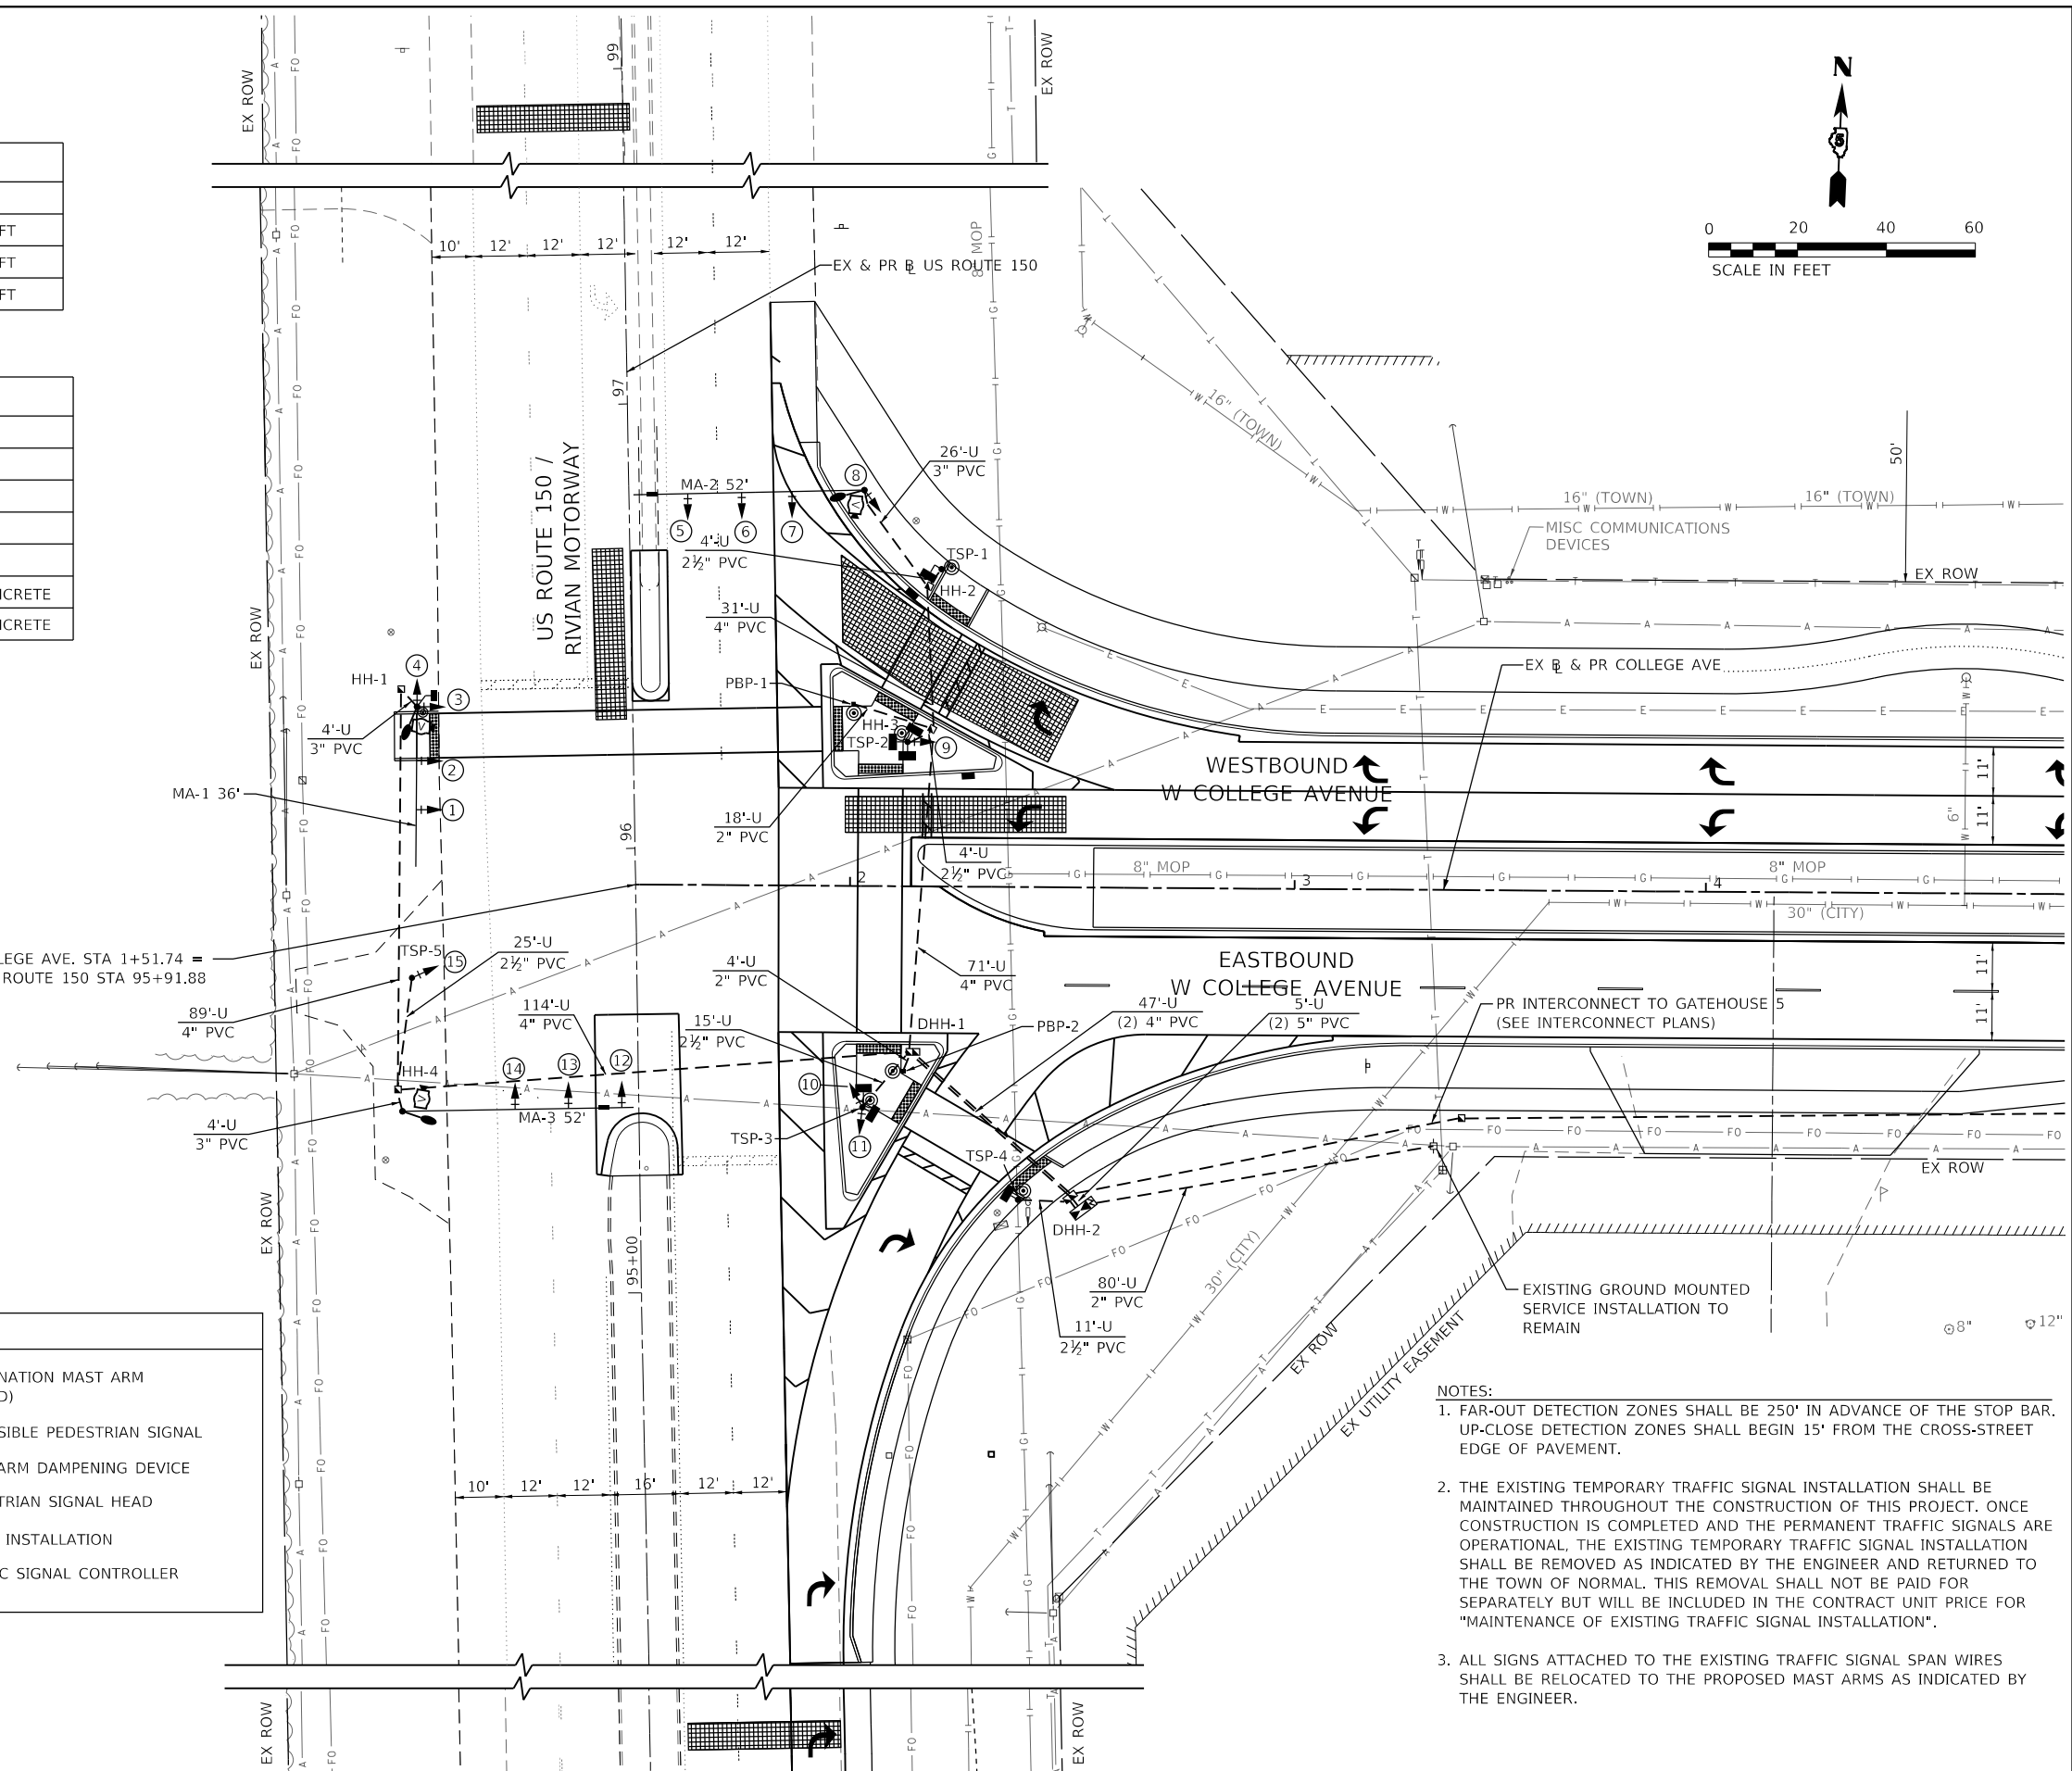 EX ROW
99
EX ROW
N
5
0 20 40 60
SCALE IN FEET
FT
FT
FT
10' 12' 12' 12' 12' 12'
8" MOP
EX & PR ℄ US ROUTE 150
97
US ROUTE 150 /
RIVIAN MOTORWAY
MA-2 52'
5
6
7
8
26'-U
3" PVC
4'-U
2½" PVC
TSP-1
HH-2
31'-U
4" PVC
PBP-1
HH-3
TSP-2
9
16" (TOWN)
16" (TOWN)
16" (TOWN)
50'
MISC COMMUNICATIONS
DEVICES
EX ROW
EX ℄ & PR COLLEGE AVE
NCRETE
NCRETE
EX ROW
HH-1
4
3
4'-U
3" PVC
2
MA-1 36'
1
WESTBOUND
W COLLEGE AVENUE
11'
11'
6"
18'-U
2" PVC
96
4'-U
2½" PVC
8" MOP
8" MOP
2
3
4
30" (CITY)
LEGE AVE. STA 1+51.74 =
ROUTE 150 STA 95+91.88
TSP-5
15
25'-U
2½" PVC
89'-U
4" PVC
114'-U
4" PVC
4'-U
2" PVC
71'-U
4" PVC
EASTBOUND
W COLLEGE AVENUE
11'
11'
15'-U
2½" PVC
DHH-1
PBP-2
47'-U
(2) 4" PVC
5'-U
(2) 5" PVC
PR INTERCONNECT TO GATEHOUSE 5
(SEE INTERCONNECT PLANS)
HH-4
14
13
12
10
MA-3 52'
4'-U
3" PVC
TSP-3
11
TSP-4
DHH-2
EX ROW
EX ROW
95+00
30" (CITY)
80'-U
2" PVC
11'-U
2½" PVC
EX ROW
EX UTILITY EASEMENT
EXISTING GROUND MOUNTED
SERVICE INSTALLATION TO
REMAIN
8"
12"
NATION MAST ARM
D)
SIBLE PEDESTRIAN SIGNAL
ARM DAMPENING DEVICE
TRIAN SIGNAL HEAD
INSTALLATION
C SIGNAL CONTROLLER
10' 12' 12' 16' 12' 12'
NOTES:
1. FAR-OUT DETECTION ZONES SHALL BE 250' IN ADVANCE OF THE STOP BAR.
UP-CLOSE DETECTION ZONES SHALL BEGIN 15' FROM THE CROSS-STREET
EDGE OF PAVEMENT.
2. THE EXISTING TEMPORARY TRAFFIC SIGNAL INSTALLATION SHALL BE
MAINTAINED THROUGHOUT THE CONSTRUCTION OF THIS PROJECT. ONCE
CONSTRUCTION IS COMPLETED AND THE PERMANENT TRAFFIC SIGNALS ARE
OPERATIONAL, THE EXISTING TEMPORARY TRAFFIC SIGNAL INSTALLATION
SHALL BE REMOVED AS INDICATED BY THE ENGINEER AND RETURNED TO
THE TOWN OF NORMAL. THIS REMOVAL SHALL NOT BE PAID FOR
SEPARATELY BUT WILL BE INCLUDED IN THE CONTRACT UNIT PRICE FOR
"MAINTENANCE OF EXISTING TRAFFIC SIGNAL INSTALLATION".
3. ALL SIGNS ATTACHED TO THE EXISTING TRAFFIC SIGNAL SPAN WIRES
SHALL BE RELOCATED TO THE PROPOSED MAST ARMS AS INDICATED BY
THE ENGINEER.
EX ROW
EX ROW